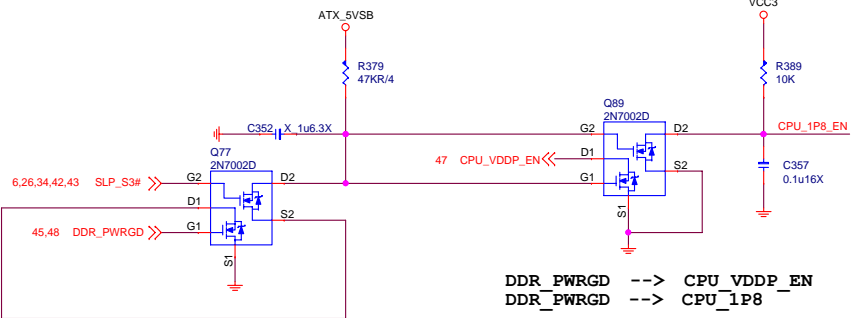 ATX_5VSB
VCC3
R379
47KR/4
R389
10K
C352 X_1u6.3X
Q89
2N7002D
G2 D2 CPU_1P8_EN
Q77
2N7002D
47 CPU_VDDP_EN D1
S2
C357
0.1u16X
6,26,34,42,43 SLP_S3# G2 D2
G1
D1
S2
S1
45,48 DDR_PWRGD G1
S1
DDR_PWRGD --> CPU_VDDP_EN
DDR_PWRGD --> CPU_1P8